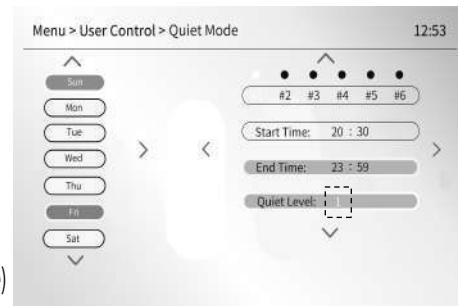 Menu > User Control > Quiet Mode 12:53
Sun
Mon
Tue
Wed
Thu
Fri
Sat
#2 #3 #4 #5 #6
Start Time: 20 : 30
End Time: 23 : 59
Quiet Level: 1
)